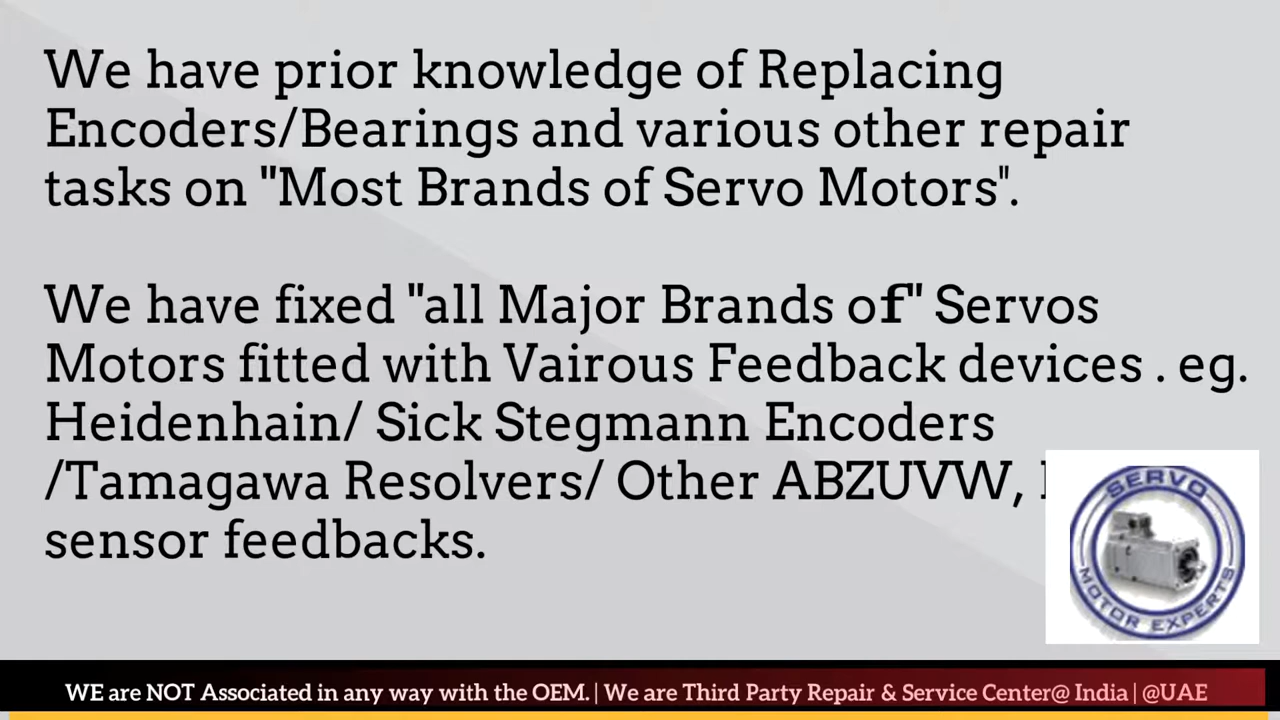 We have prior knowledge of Replacing
Encoders/Bearings and various other repair
tasks on "Most Brands of Servo Motors".
We have fixed "all Major Brands of" Servos
Motors fitted with Vairous Feedback devices . eg.
Heidenhain/ Sick Stegmann Encoders
/Tamagawa Resolvers/ Other ABZUVW,
sensor feedbacks.
SERVO
MOTOR EXPERTS
WE are NOT Associated in any way with the OEM. | We are Third Party Repair & Service Center@ India | @UAE